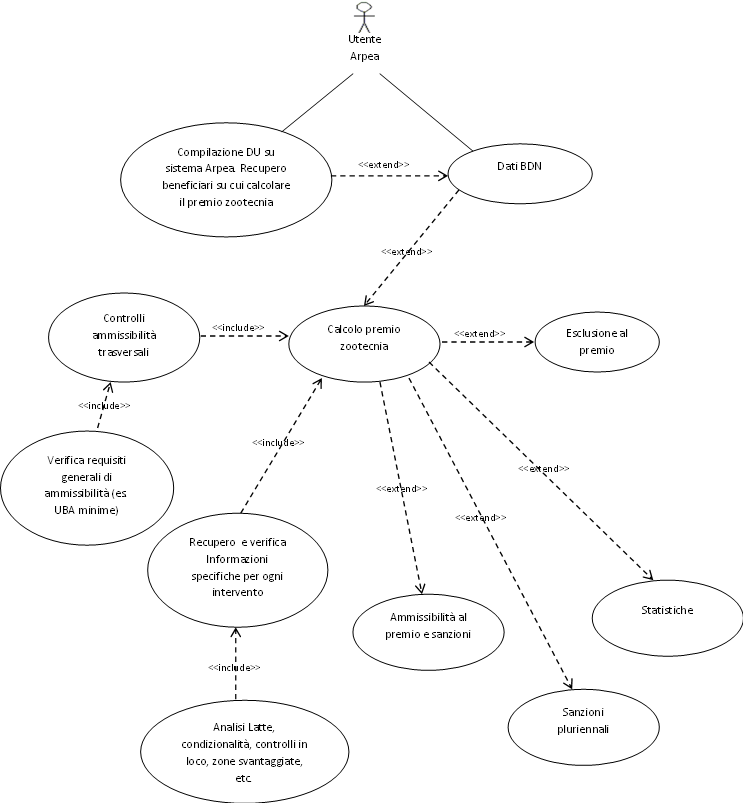 Utente
Arpea
Compilazione DU su
sistema Arpea. Recupero
beneficiari su cui calcolare
il premio zootecnia
<<extend>>
Dati BDN
<<extend>>
Controlli
ammissibilità
trasversali
<<include>>
Calcolo premio
zootecnia
<<extend>>
Esclusione al
premio
<<include>>
Verifica requisiti
generali di
ammissibilità (es
UBA minime)
<<include>>
<<extend>>
<<extend>>
<<extend>>
Recupero e verifica
Informazioni
specifiche per ogni
intervento
Ammissibilità al
premio e sanzioni
Statistiche
<<include>>
Analisi Latte,
condizionalità, controlli in
loco, zone svantaggiate,
etc.
Sanzioni
pluriennali